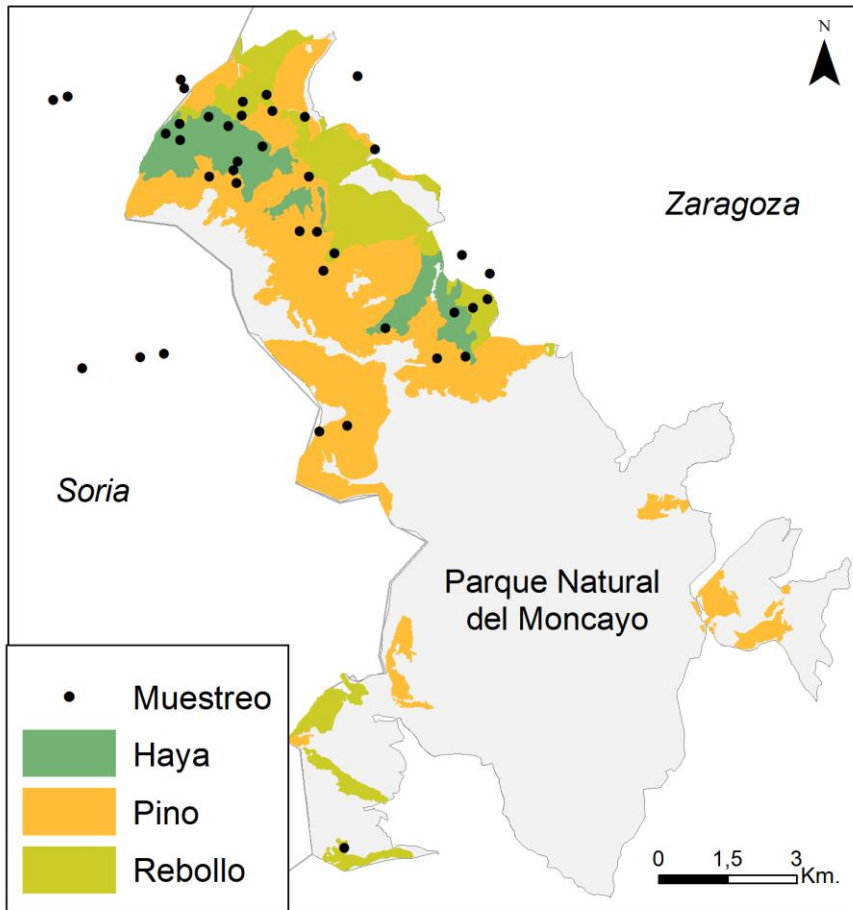 N
Zaragoza
Soria
Parque Natural
del Moncayo
Muestreo
Haya
Pino
Rebollo
0 1,5 3
Km.